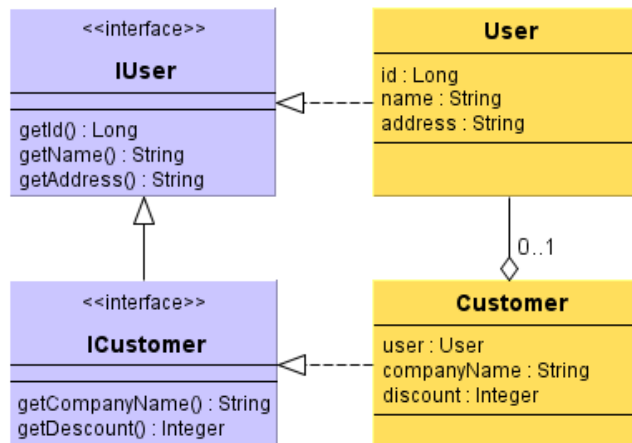 <<interface>>
IUser
getId() : Long
getName() : String
getAddress() : String
User
id : Long
name : String
address : String
0..1
<<interface>>
ICustomer
getCompanyName() : String
getDescount() : Integer
Customer
user : User
companyName : String
discount : Integer